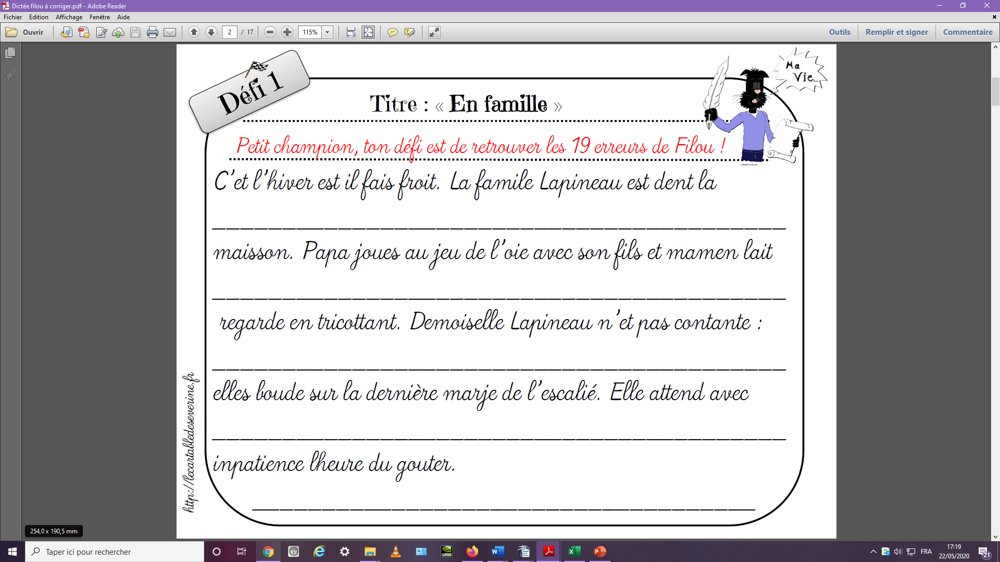 Dictée filou à corriger.pdf - Adobe Reader
Fichier Edition Affichage Fenêtre Aide
Ouvrir 2 / 17 115% Outils Remplir et signer Commentaire
Défi 1
Ma Vie...
Titre : « En famille »
Petit champion, ton défi est de retrouver les 19 erreurs de Filou !
C'et l'hiver est il fais froit. La famile Lapineau est dent la
maisson. Papa joues au jeu de l'oie avec son fils et mamen lait
regarde en tricottant. Demoiselle Lapineau n'et pas contante :
elles boude sur la dernière marje de l'escalié. Elle attend avec
inpatience lheure du gouter.
http://lecartabledeseverine.fr
254,0 x 190,5 mm
Taper ici pour rechercher
FRA 17:19
22/05/2020
21